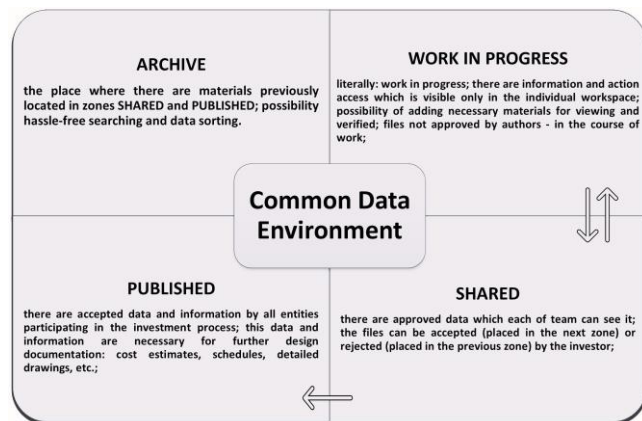 ARCHIVE
the place where there are materials previously
located in zones SHARED and PUBLISHED; possibility
hassle-free searching and data sorting.
WORK IN PROGRESS
literally: work in progress; there are information and action
access which is visible only in the individual workspace;
possibility of adding necessary materials for viewing and
verified; files not approved by authors - in the course of
work;
Common Data
Environment
PUBLISHED
there are accepted data and information by all entities
participating in the investment process; this data and
information are necessary for further design
documentation: cost estimates, schedules, detailed
drawings, etc.;
SHARED
there are approved data which each of team can see it;
the files can be accepted (placed in the next zone) or
rejected (placed in the previous zone) by the investor;